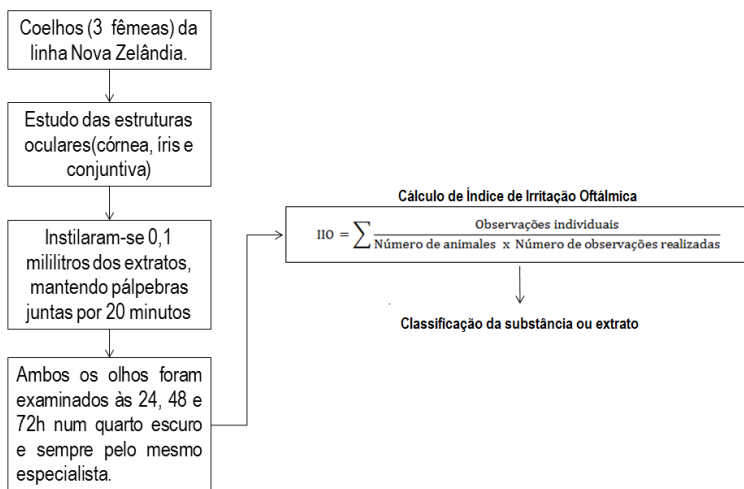 Coelhos (3 fêmeas) da
linha Nova Zelândia.
Estudo das estruturas
oculares(córnea, íris e
conjuntiva)
Instilaram-se 0,1
mililitros dos extratos,
mantendo pálpebras
juntas por 20 minutos
Ambos os olhos foram
examinados às 24, 48 e
72h num quarto escuro
e sempre pelo mesmo
especialista.
Cálculo de Índice de Irritação Oftálmica
Observações individuais
IIO = ∑
Número de animales x Número de observações realizadas
Classificação da substância ou extrato